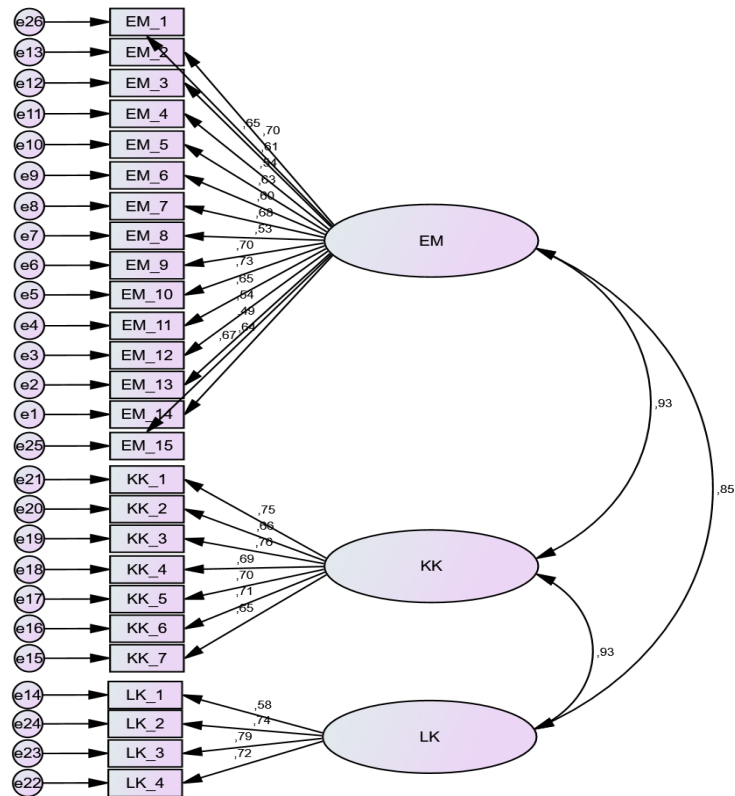 e26 EM_1
e13 EM_2
e12 EM_3
e11 EM_4
e10 EM_5
e9 EM_6
e8 EM_7
e7 EM_8
e6 EM_9
e5 EM_10
e4 EM_11
e3 EM_12
e2 EM_13
e1 EM_14
e25 EM_15
,65
,70
,61
,63
,60
,68
,53
,70
,73
,65
,54
,49
,64
,67
EM
,93
,85
e21 KK_1
e20 KK_2
e19 KK_3
e18 KK_4
e17 KK_5
e16 KK_6
e15 KK_7
,75
,66
,76
,69
,70
,71
,65
KK
,93
e14 LK_1
e24 LK_2
e23 LK_3
e22 LK_4
,58
,74
,79
,72
LK